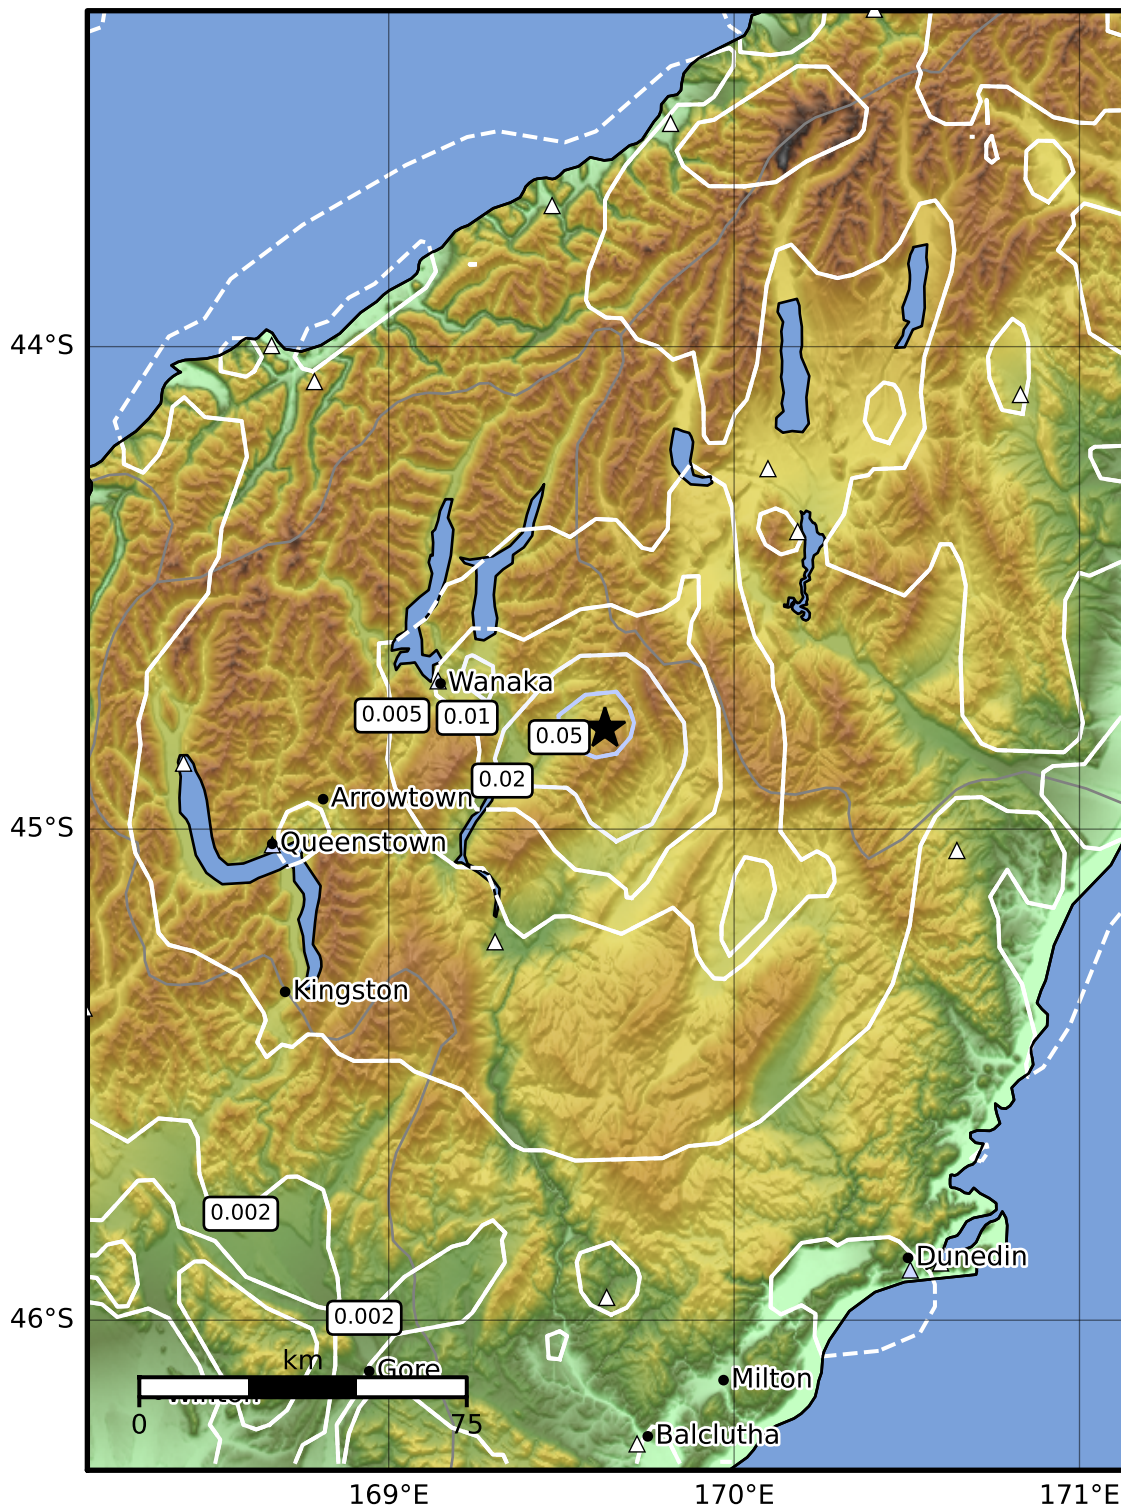 44°S
Wanaka
0.005
0.01
0.05
0.02
Arrowtown
45°S
Queenstown
Kingston
0.002
Dunedin
46°S
0.002
km
Gore
Milton
Winton
0
75
Balclutha
169°E
170°E
171°E